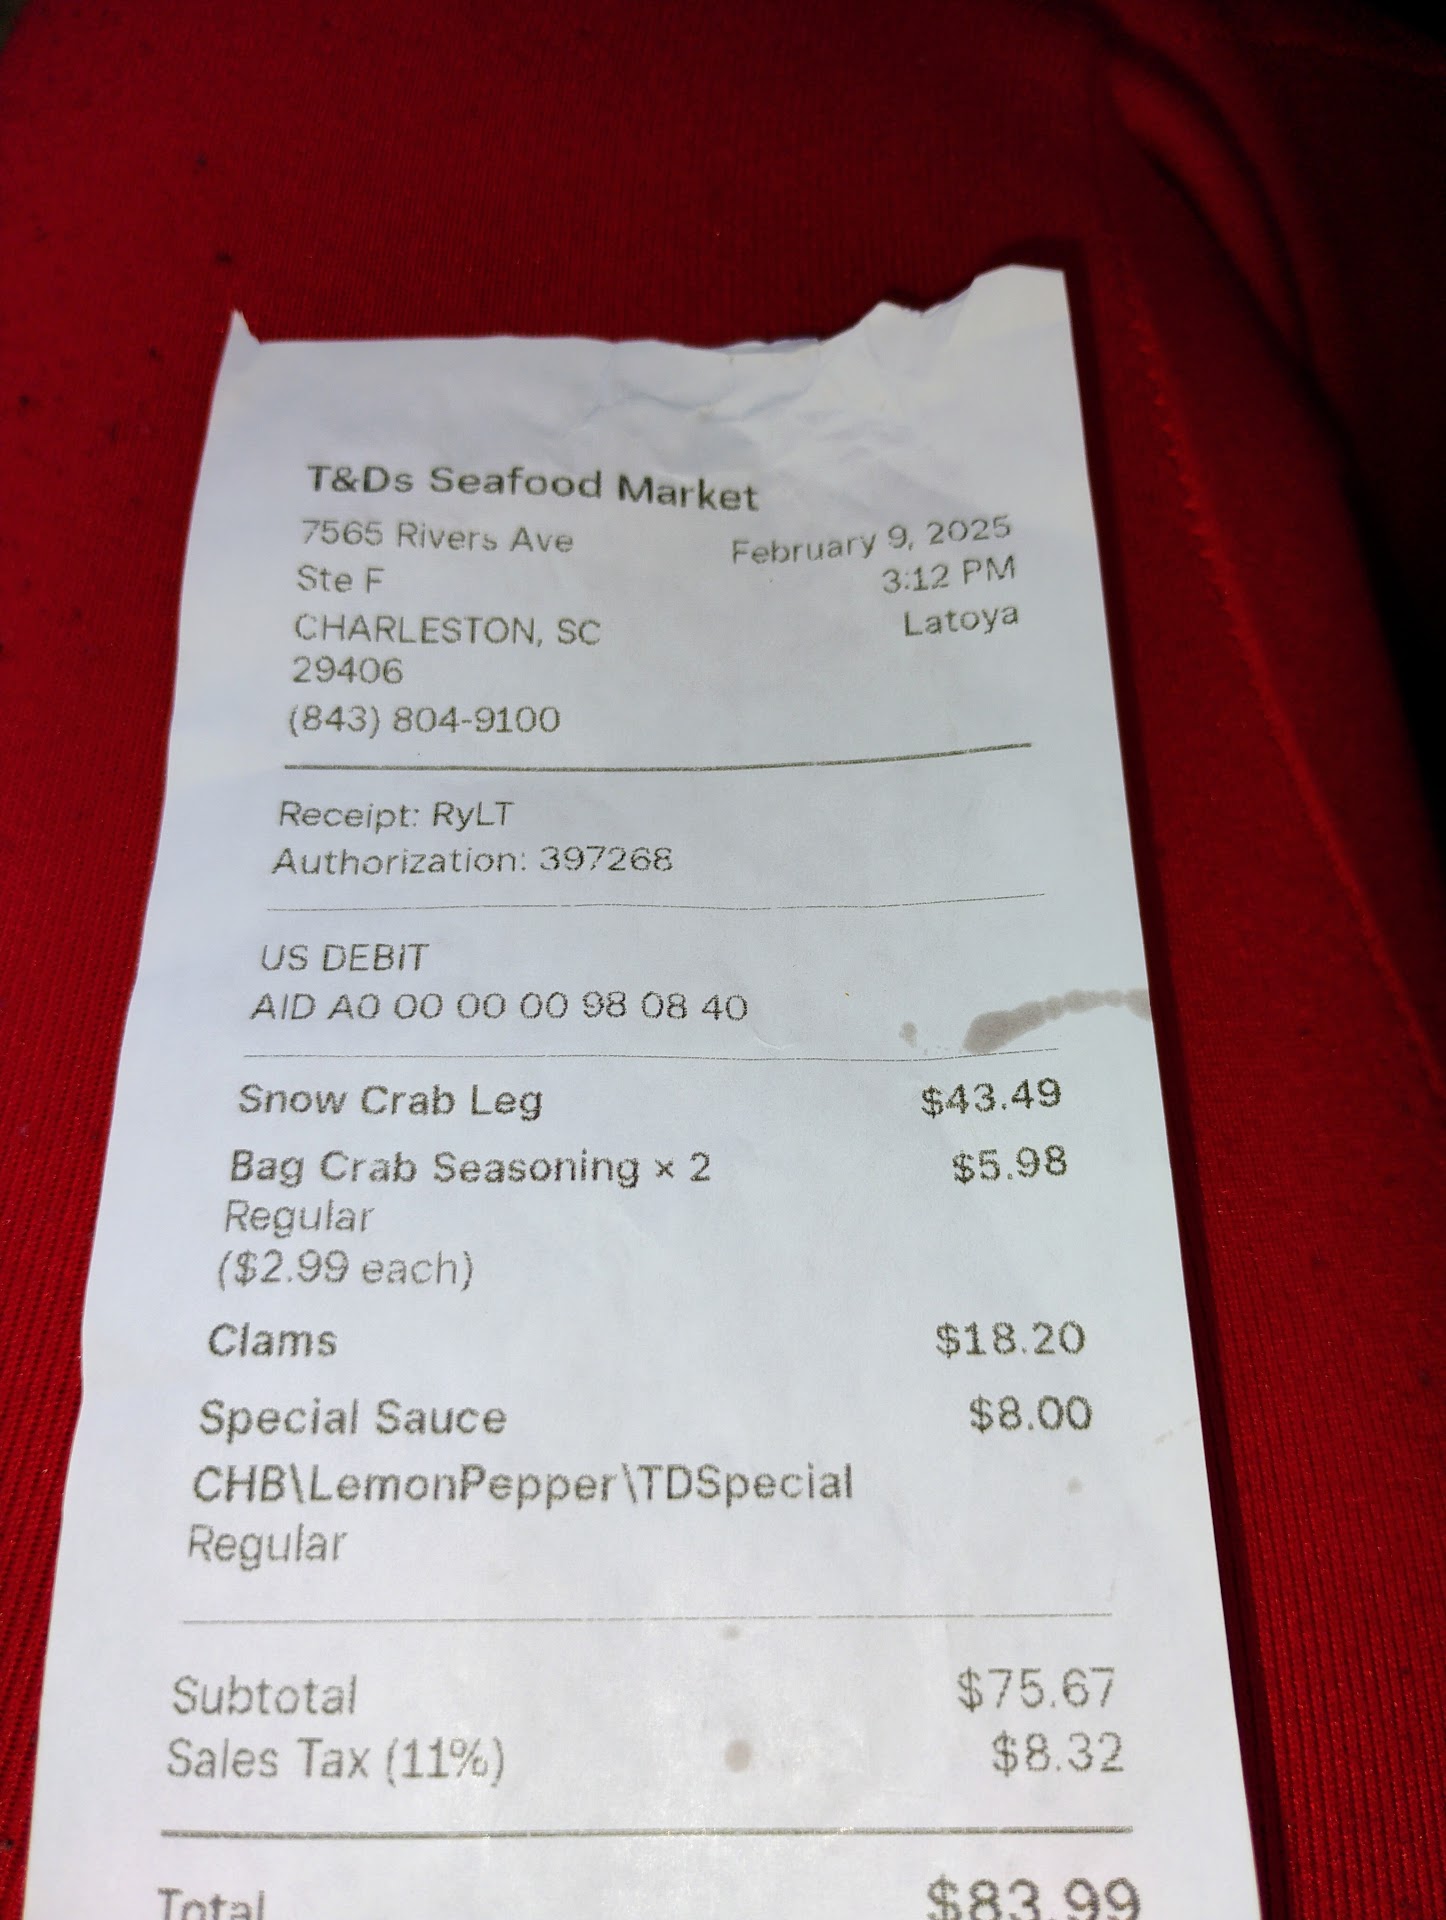 T&Ds Seafood Market
7565 Rivers Ave
Ste F
CHARLESTON, SC
29406
(843) 804-9100
February 9, 2025
3:12 PM
Latoya
Receipt: RyLT
Authorization: 397268
US DEBIT
AID A0 00 00 00 98 08 40
Snow Crab Leg $43.49
Bag Crab Seasoning × 2 $5.98
Regular
($2.99 each)
Clams $18.20
Special Sauce $8.00
CHB\LemonPepper\TDSpecial
Regular
Subtotal $75.67
Sales Tax (11%) $8.32
Total $83.99